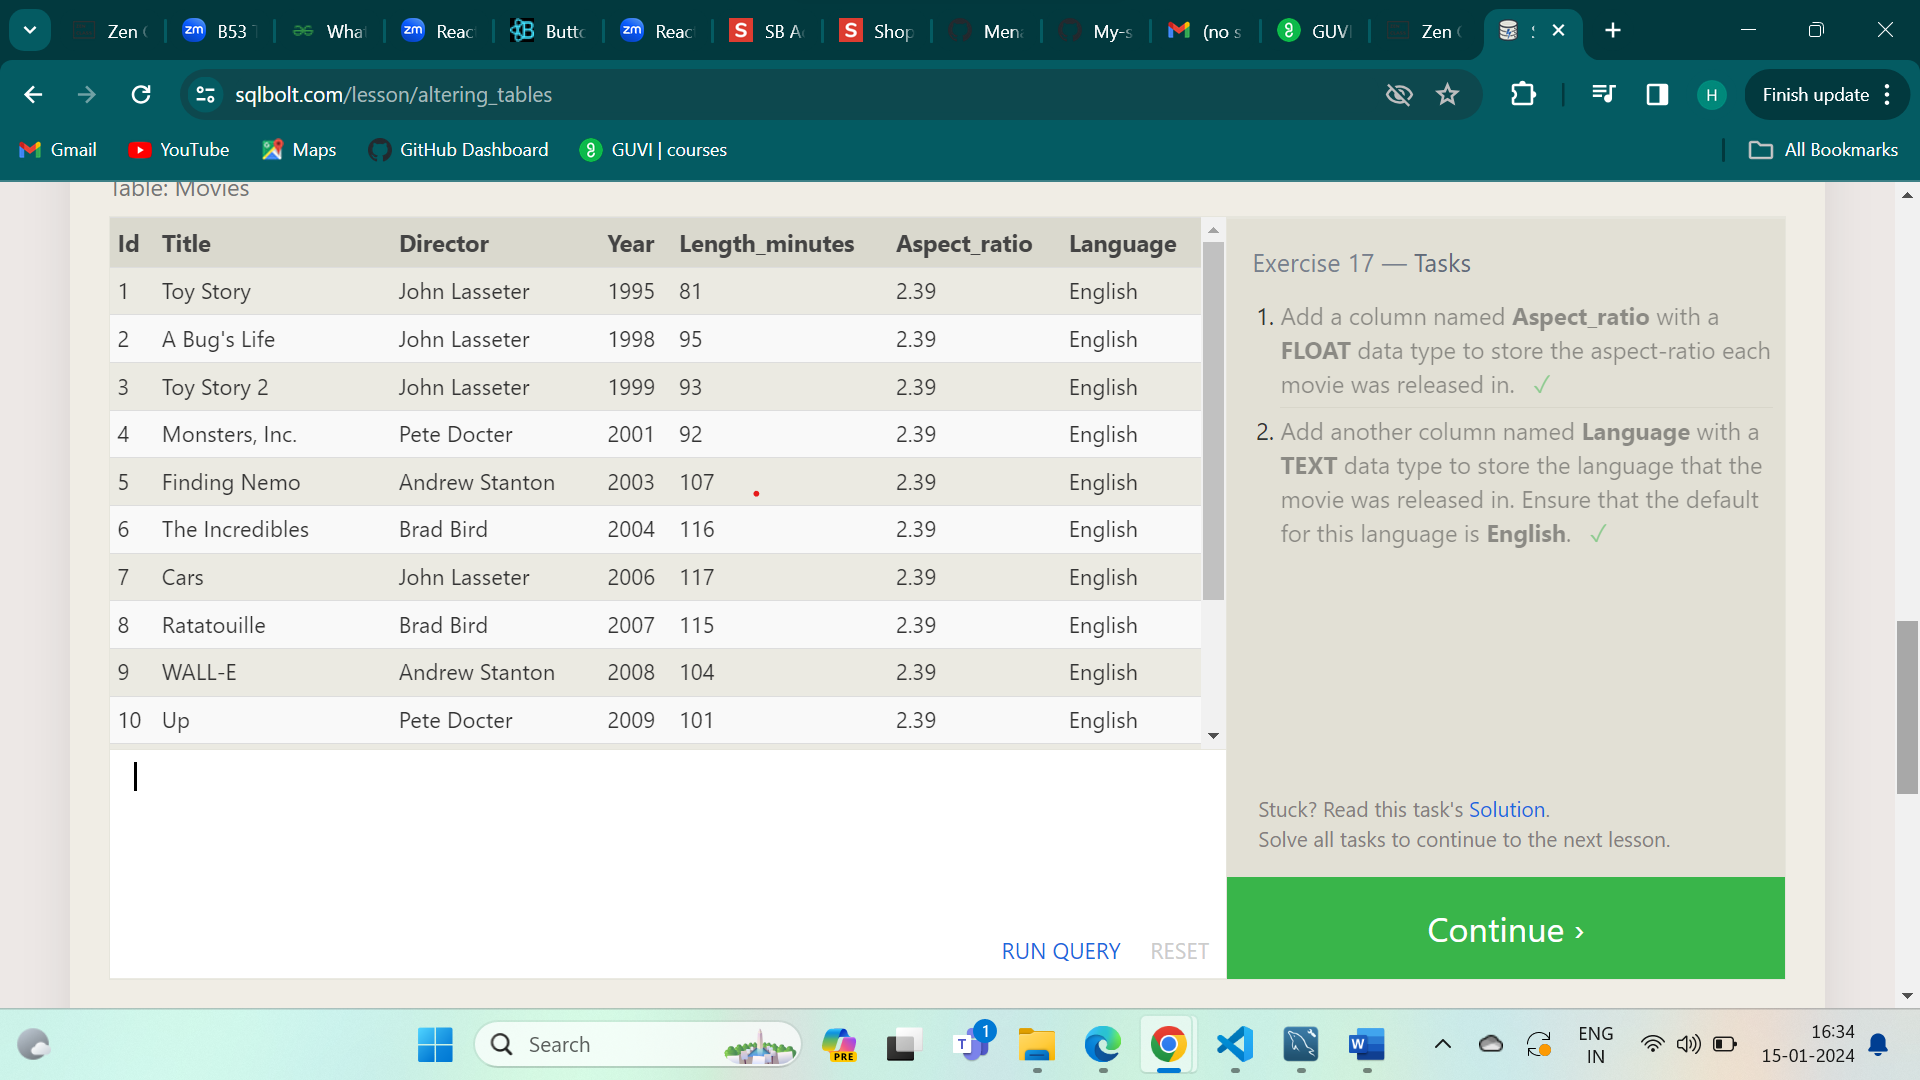 Zen
B53
Wha
Reac
Butto
Reac
S SB A
S Shop
Mena
My-s
(no s
GUVI
Zen
sqlbolt.com/lesson/altering_tables
H
Finish update
Gmail
YouTube
Maps
GitHub Dashboard
GUVI | courses
All Bookmarks
Table: Movies
Id Title Director Year Length_minutes Aspect_ratio Language
1 Toy Story John Lasseter 1995 81 2.39 English
2 A Bug's Life John Lasseter 1998 95 2.39 English
3 Toy Story 2 John Lasseter 1999 93 2.39 English
4 Monsters, Inc. Pete Docter 2001 92 2.39 English
5 Finding Nemo Andrew Stanton 2003 107 2.39 English
6 The Incredibles Brad Bird 2004 116 2.39 English
7 Cars John Lasseter 2006 117 2.39 English
8 Ratatouille Brad Bird 2007 115 2.39 English
9 WALL-E Andrew Stanton 2008 104 2.39 English
10 Up Pete Docter 2009 101 2.39 English
RUN QUERY RESET
Exercise 17 — Tasks
1. Add a column named Aspect_ratio with a
FLOAT data type to store the aspect-ratio each
movie was released in. ✓
2. Add another column named Language with a
TEXT data type to store the language that the
movie was released in. Ensure that the default
for this language is English. ✓
Stuck? Read this task's Solution.
Solve all tasks to continue to the next lesson.
Continue ›
Search
PRE
T 1
W
ENG
IN
16:34
15-01-2024